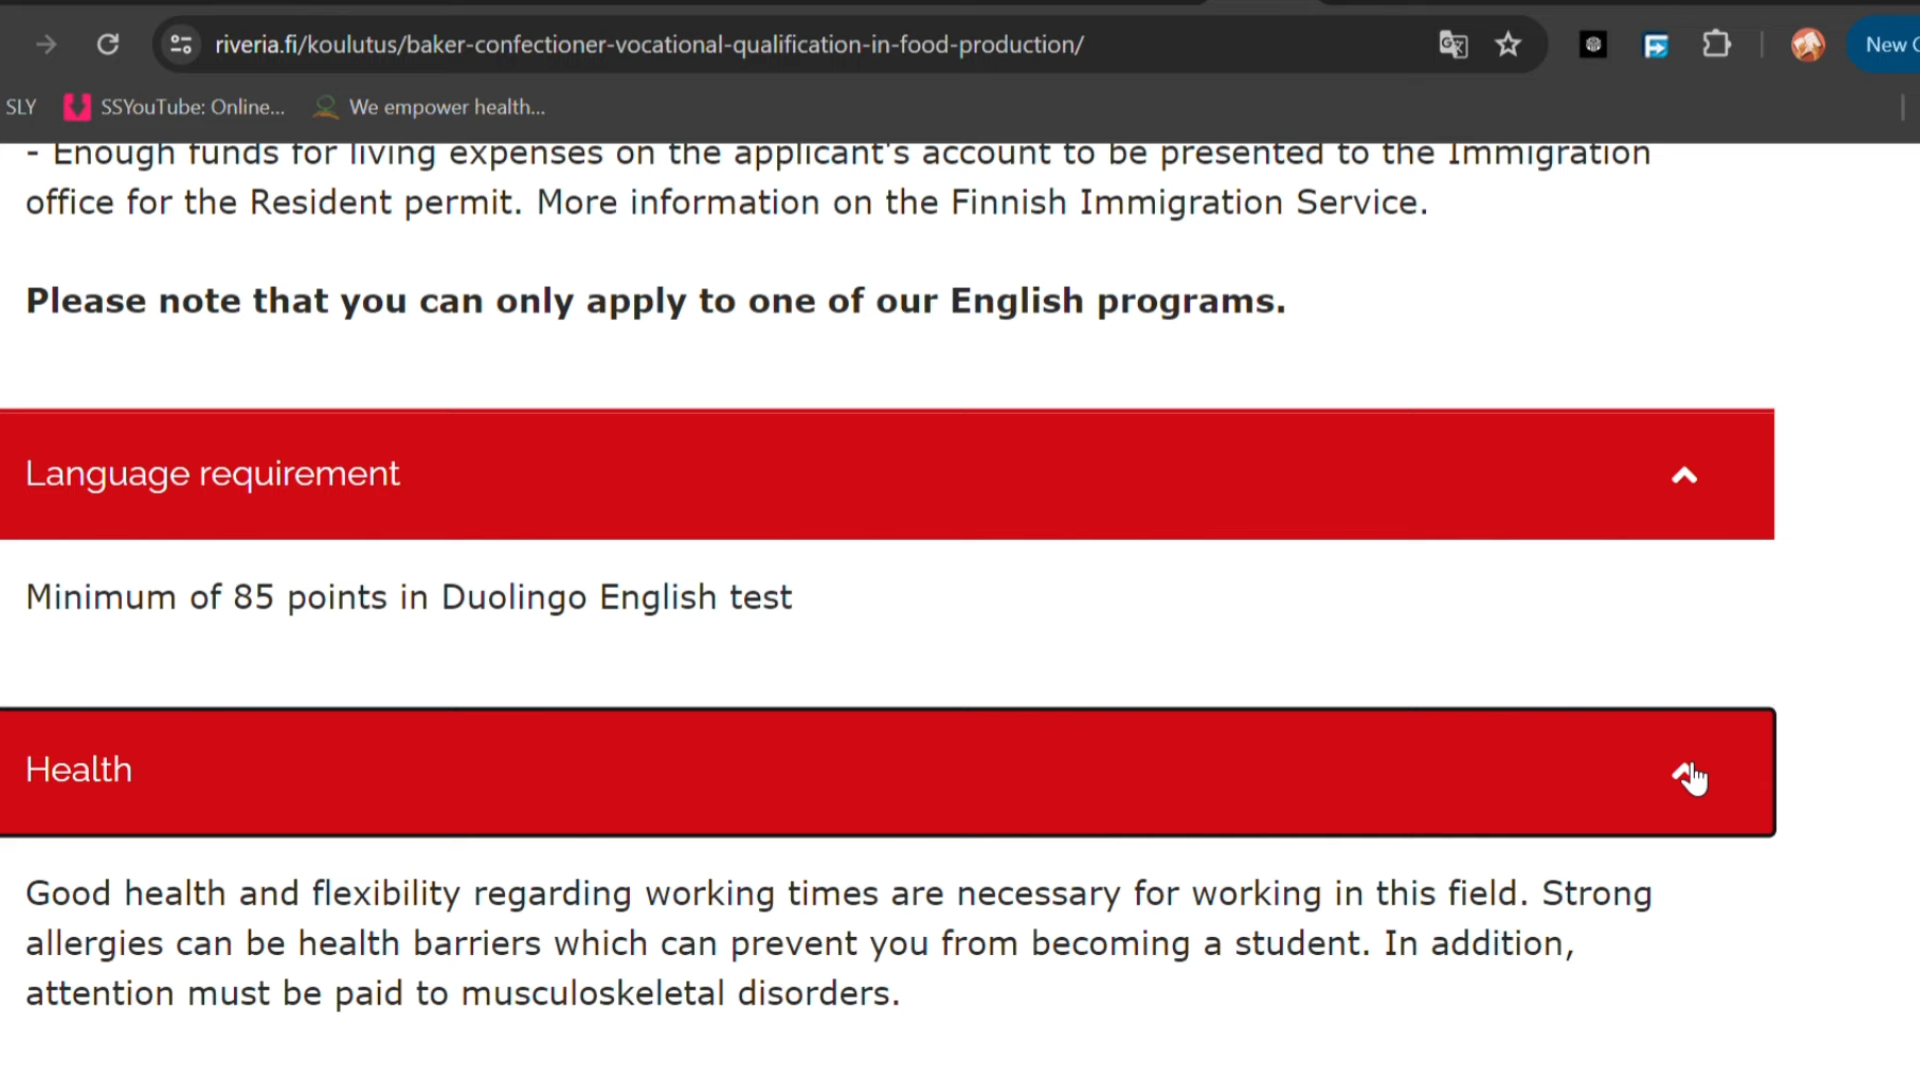 riveria.fi/koulutus/baker-confectioner-vocational-qualification-in-food-production/
New
SLY SSYouTube: Online... We empower health...
- Enough funds for living expenses on the applicant's account to be presented to the Immigration
office for the Resident permit. More information on the Finnish Immigration Service.
Please note that you can only apply to one of our English programs.
Language requirement
Minimum of 85 points in Duolingo English test
Health
Good health and flexibility regarding working times are necessary for working in this field. Strong
allergies can be health barriers which can prevent you from becoming a student. In addition,
attention must be paid to musculoskeletal disorders.